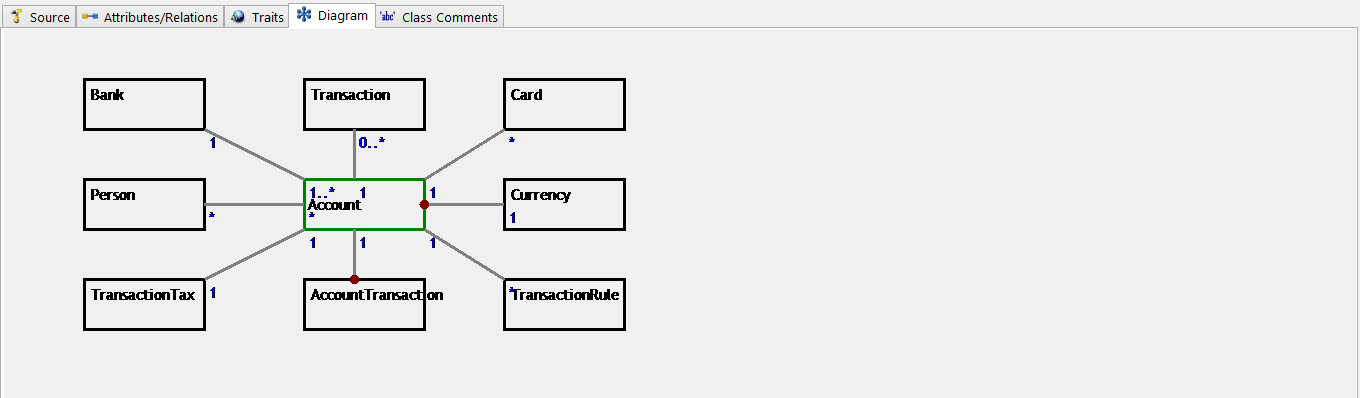 Source Attributes/Relations Traits Diagram 'abc' Class Comments
Bank Transaction Card
1 0..* *
Person 1..* 1 1 Currency
Account
* * 1
1 1 1
TransactionTax 1 AccountTransaction * TransactionRule